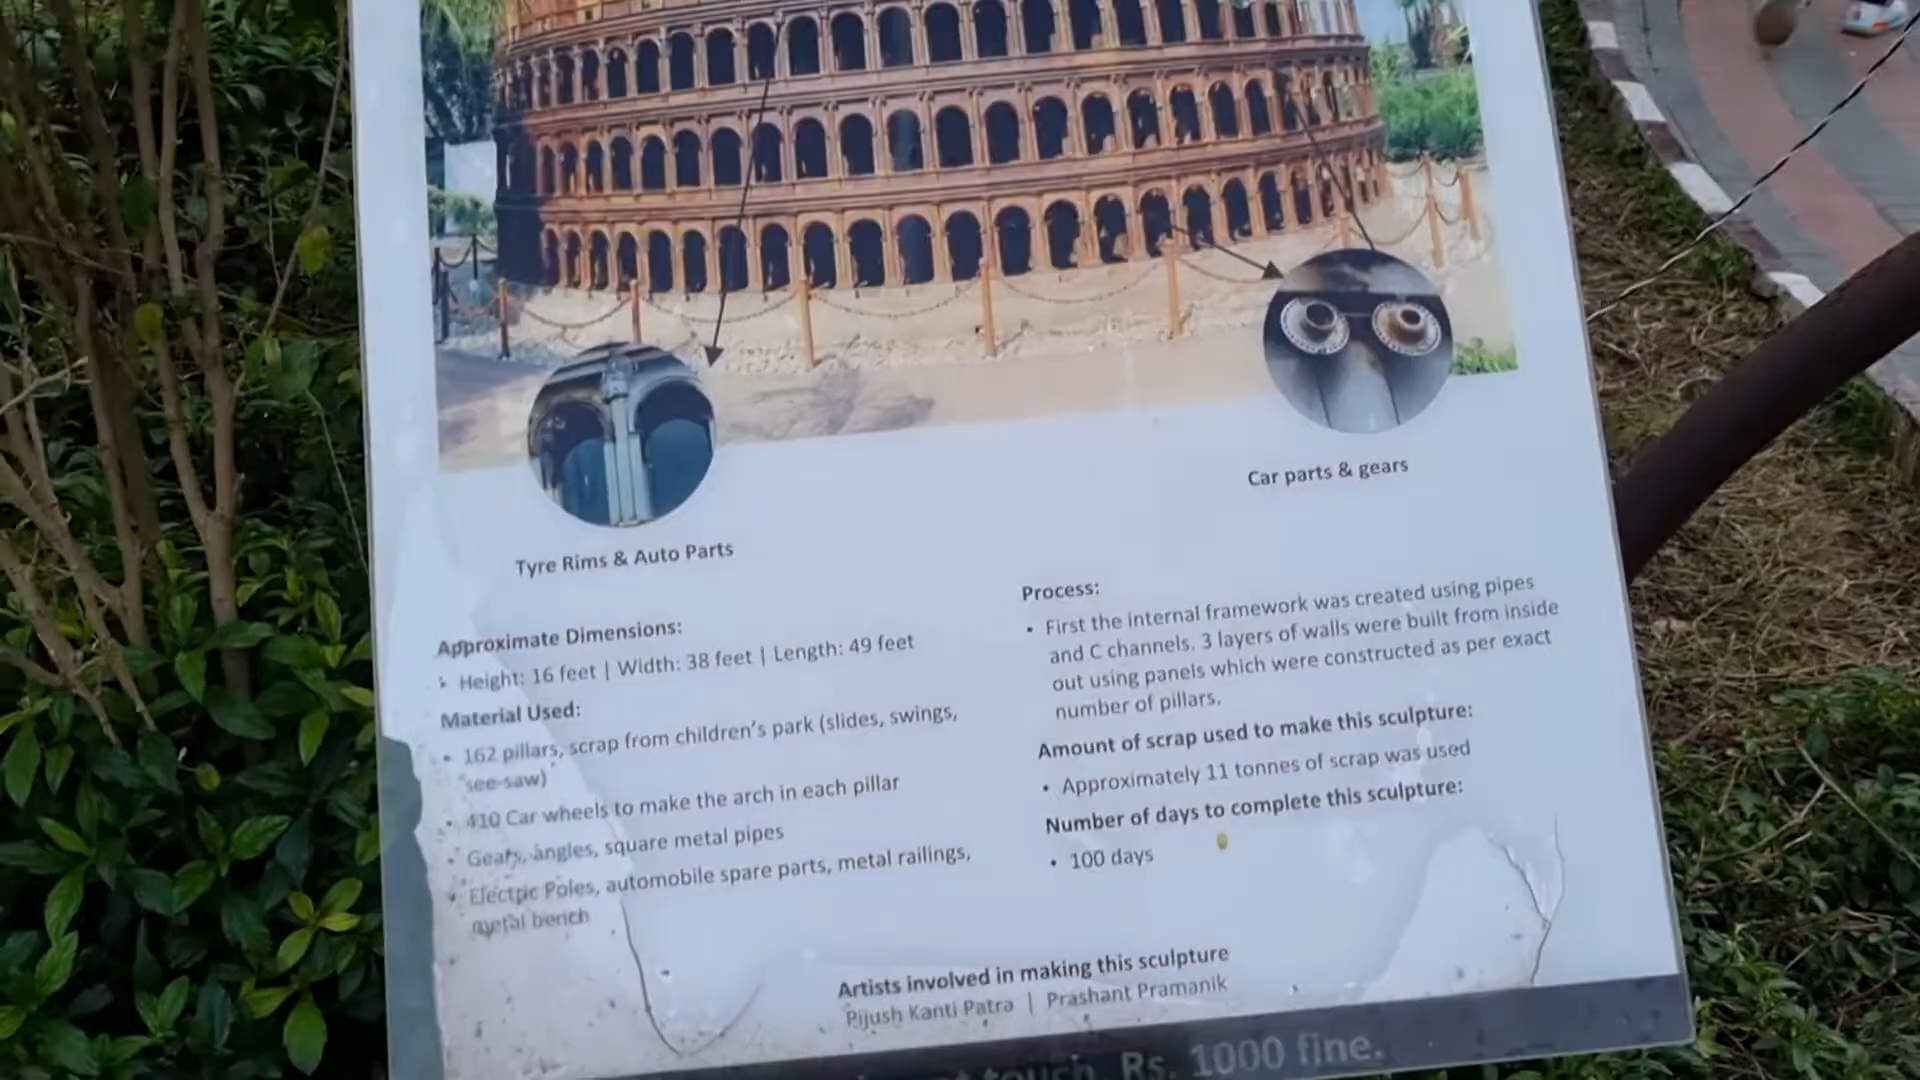 Tyre Rims & Auto Parts
Car parts & gears
Approximate Dimensions:
• Height: 16 feet | Width: 38 feet | Length: 49 feet
Material Used:
• 162 pillars, scrap from children's park (slides, swings,
see-saw)
• 410 Car wheels to make the arch in each pillar
• Gears, angles, square metal pipes
• Electric Poles, automobile spare parts, metal railings,
metal bench
Process:
• First the internal framework was created using pipes
and C channels. 3 layers of walls were built from inside
out using panels which were constructed as per exact
number of pillars.
Amount of scrap used to make this sculpture:
• Approximately 11 tonnes of scrap was used
Number of days to complete this sculpture:
• 100 days
Artists involved in making this sculpture
Pijush Kanti Patra | Prashant Pramanik
touch Rs. 1000 fine.